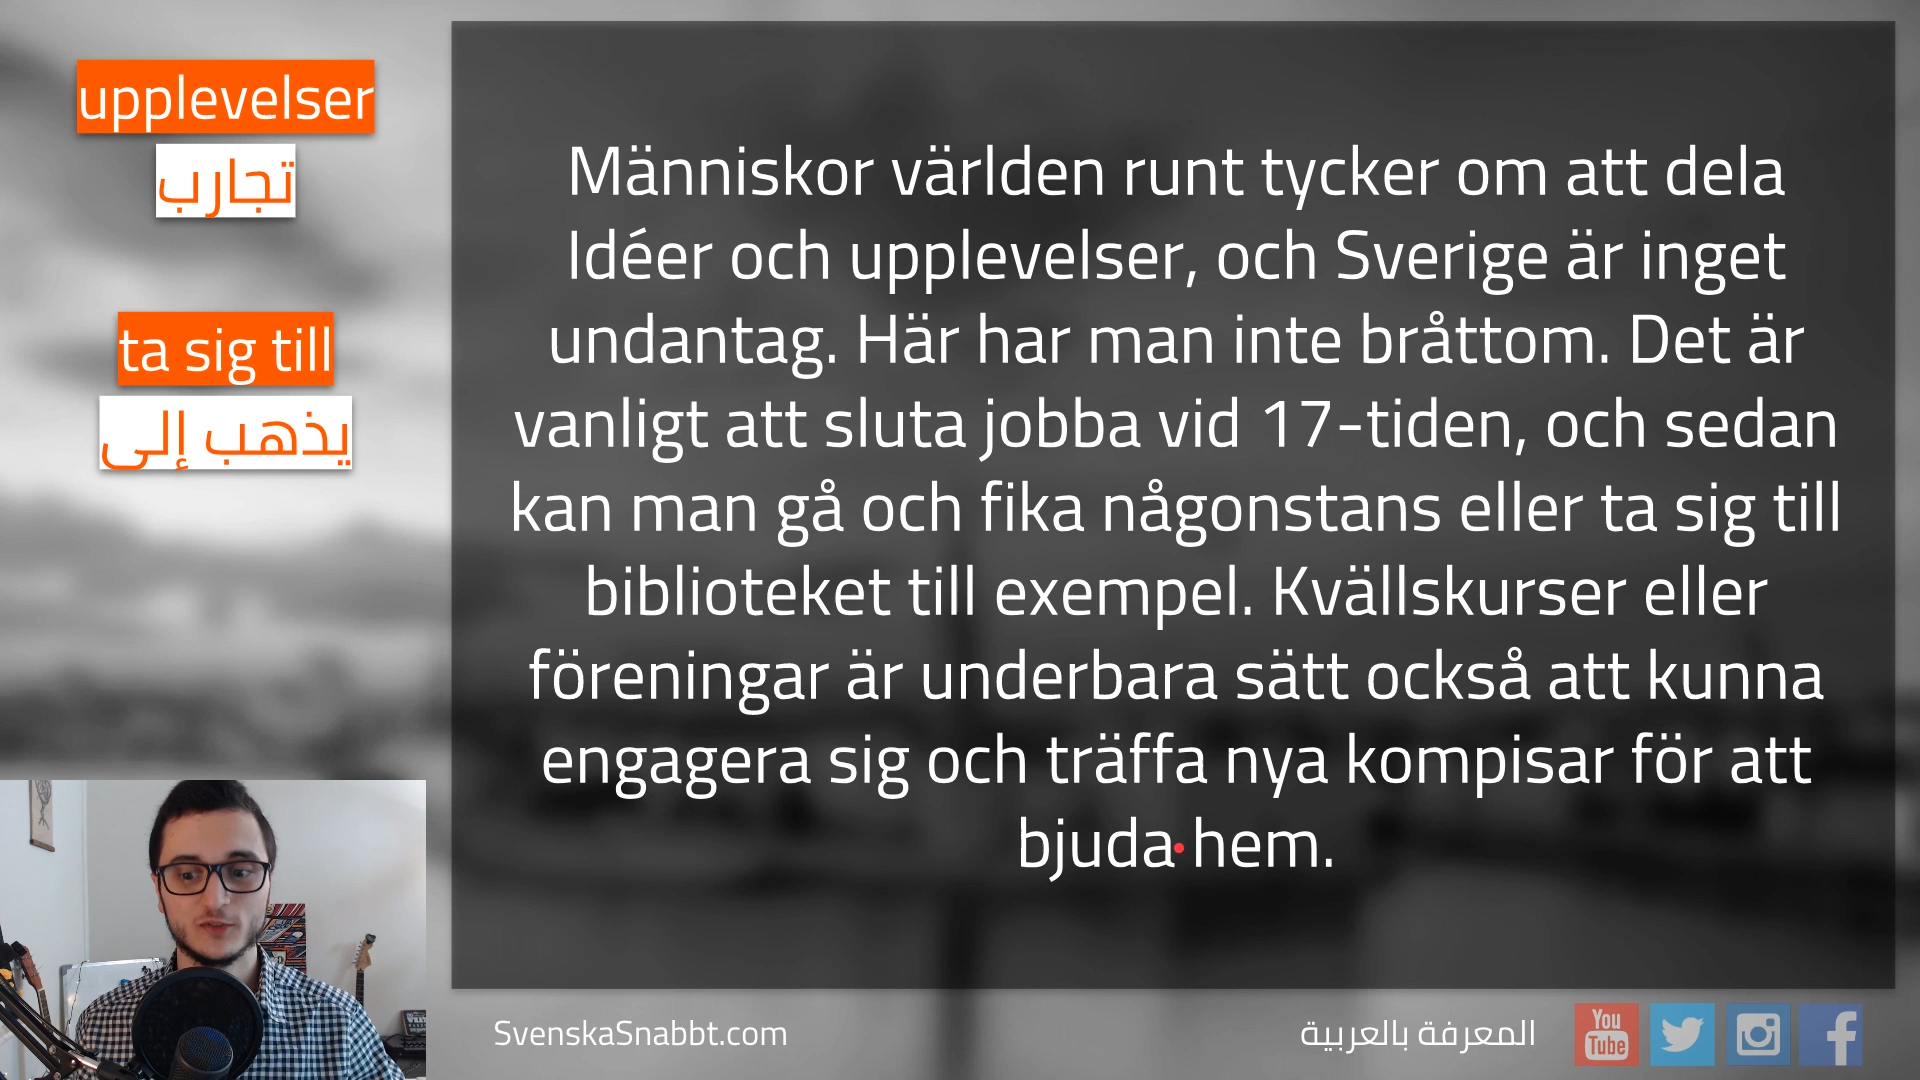 upplevelser
تجارب
ta sig till
يذهب إلى
Människor världen runt tycker om att dela
Idéer och upplevelser, och Sverige är inget
undantag. Här har man inte bråttom. Det är
vanligt att sluta jobba vid 17-tiden, och sedan
kan man gå och fika någonstans eller ta sig till
biblioteket till exempel. Kvällskurser eller
föreningar är underbara sätt också att kunna
engagera sig och träffa nya kompisar för att
bjuda hem.
SvenskaSnabbt.com
المعرفة بالعربية
You
Tube